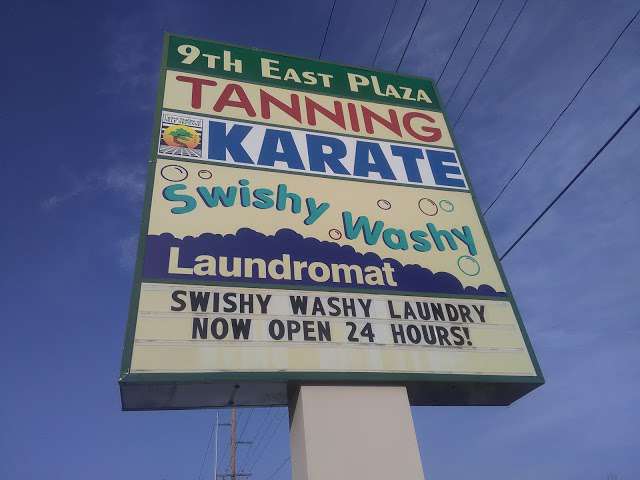 9TH EAST PLAZA
TANNING
KARATE
Swishy Washy
Laundromat
SWISHY WASHY LAUNDRY
NOW OPEN 24 HOURS!